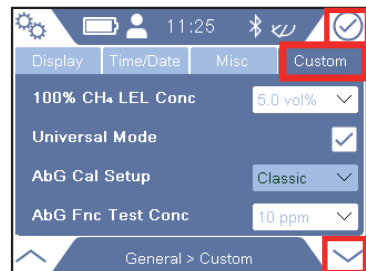 11:25
Display Time/Date Misc Custom
100% CH₄ LEL Conc 5.0 vol%
Universal Mode
AbG Cal Setup Classic
AbG Fnc Test Conc 10 ppm
General > Custom